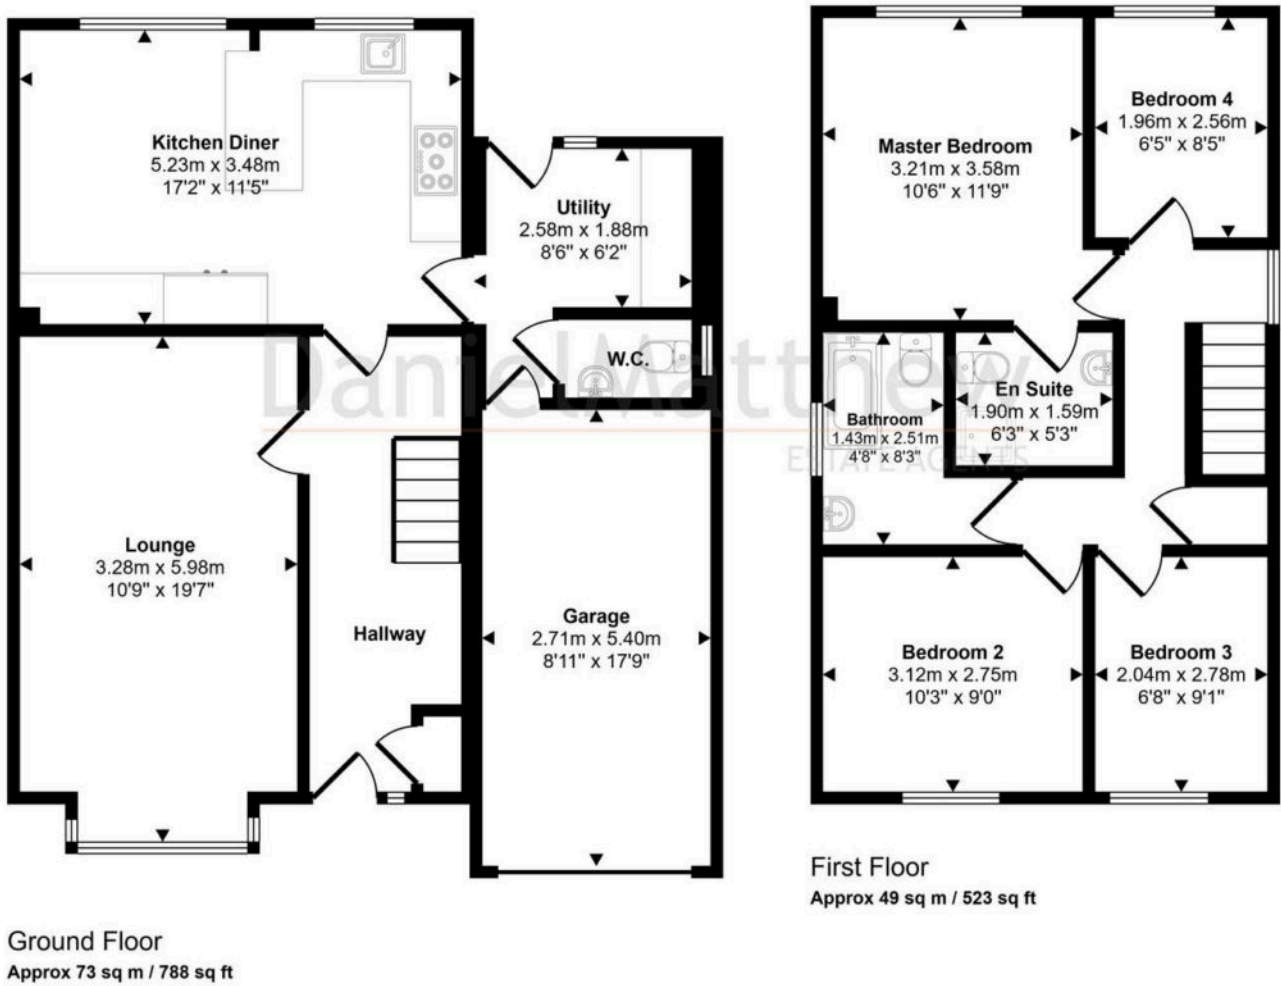 Kitchen Diner
5.23m x 3.48m
17'2" x 11'5"
Utility
2.58m x 1.88m
8'6" x 6'2"
W.C.
Lounge
3.28m x 5.98m
10'9" x 19'7"
Hallway
Garage
2.71m x 5.40m
8'11" x 17'9"
Ground Floor
Approx 73 sq m / 788 sq ft
Master Bedroom
3.21m x 3.58m
10'6" x 11'9"
Bedroom 4
1.96m x 2.56m
6'5" x 8'5"
En Suite
1.90m x 1.59m
6'3" x 5'3"
Bathroom
1.43m x 2.51m
4'8" x 8'3"
Bedroom 2
3.12m x 2.75m
10'3" x 9'0"
Bedroom 3
2.04m x 2.78m
6'8" x 9'1"
First Floor
Approx 49 sq m / 523 sq ft
DanielMatthew
ESTATE AGENTS